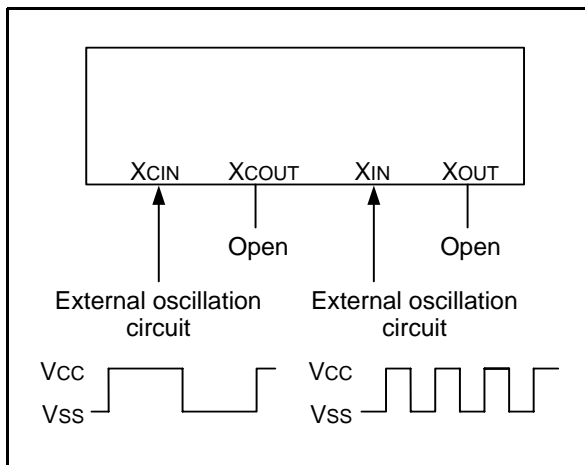 XCIN XCOUT XIN XOUT
Open Open
External oscillation circuit
External oscillation circuit
VCC
VSS
VCC
VSS